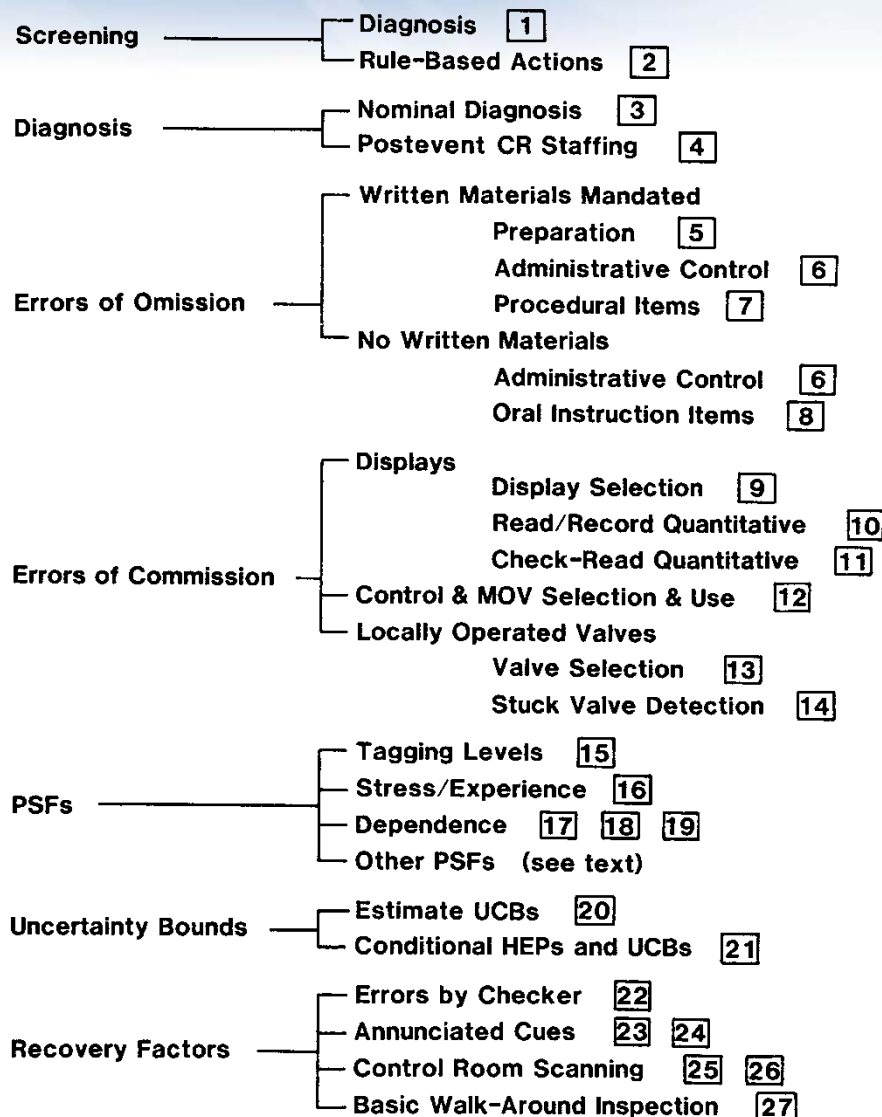 Screening
Diagnosis 1
Rule-Based Actions 2
Diagnosis
Nominal Diagnosis 3
Postevent CR Staffing 4
Errors of Omission
Written Materials Mandated
Preparation 5
Administrative Control 6
Procedural Items 7
No Written Materials
Administrative Control 6
Oral Instruction Items 8
Errors of Commission
Displays
Display Selection 9
Read/Record Quantitative 10
Check-Read Quantitative 11
Control & MOV Selection & Use 12
Locally Operated Valves
Valve Selection 13
Stuck Valve Detection 14
PSFs
Tagging Levels 15
Stress/Experience 16
Dependence 17 18 19
Other PSFs (see text)
Uncertainty Bounds
Estimate UCBs 20
Conditional HEPs and UCBs 21
Recovery Factors
Errors by Checker 22
Annunciated Cues 23 24
Control Room Scanning 25 26
Basic Walk-Around Inspection 27